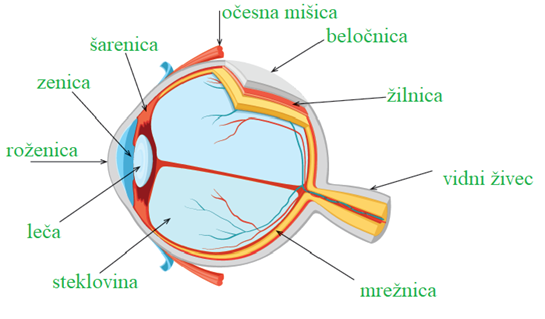 očesna mišica
beločnica
šarenica
zenica
žilnica
roženica
vidni živec
leča
steklovina
mrežnica